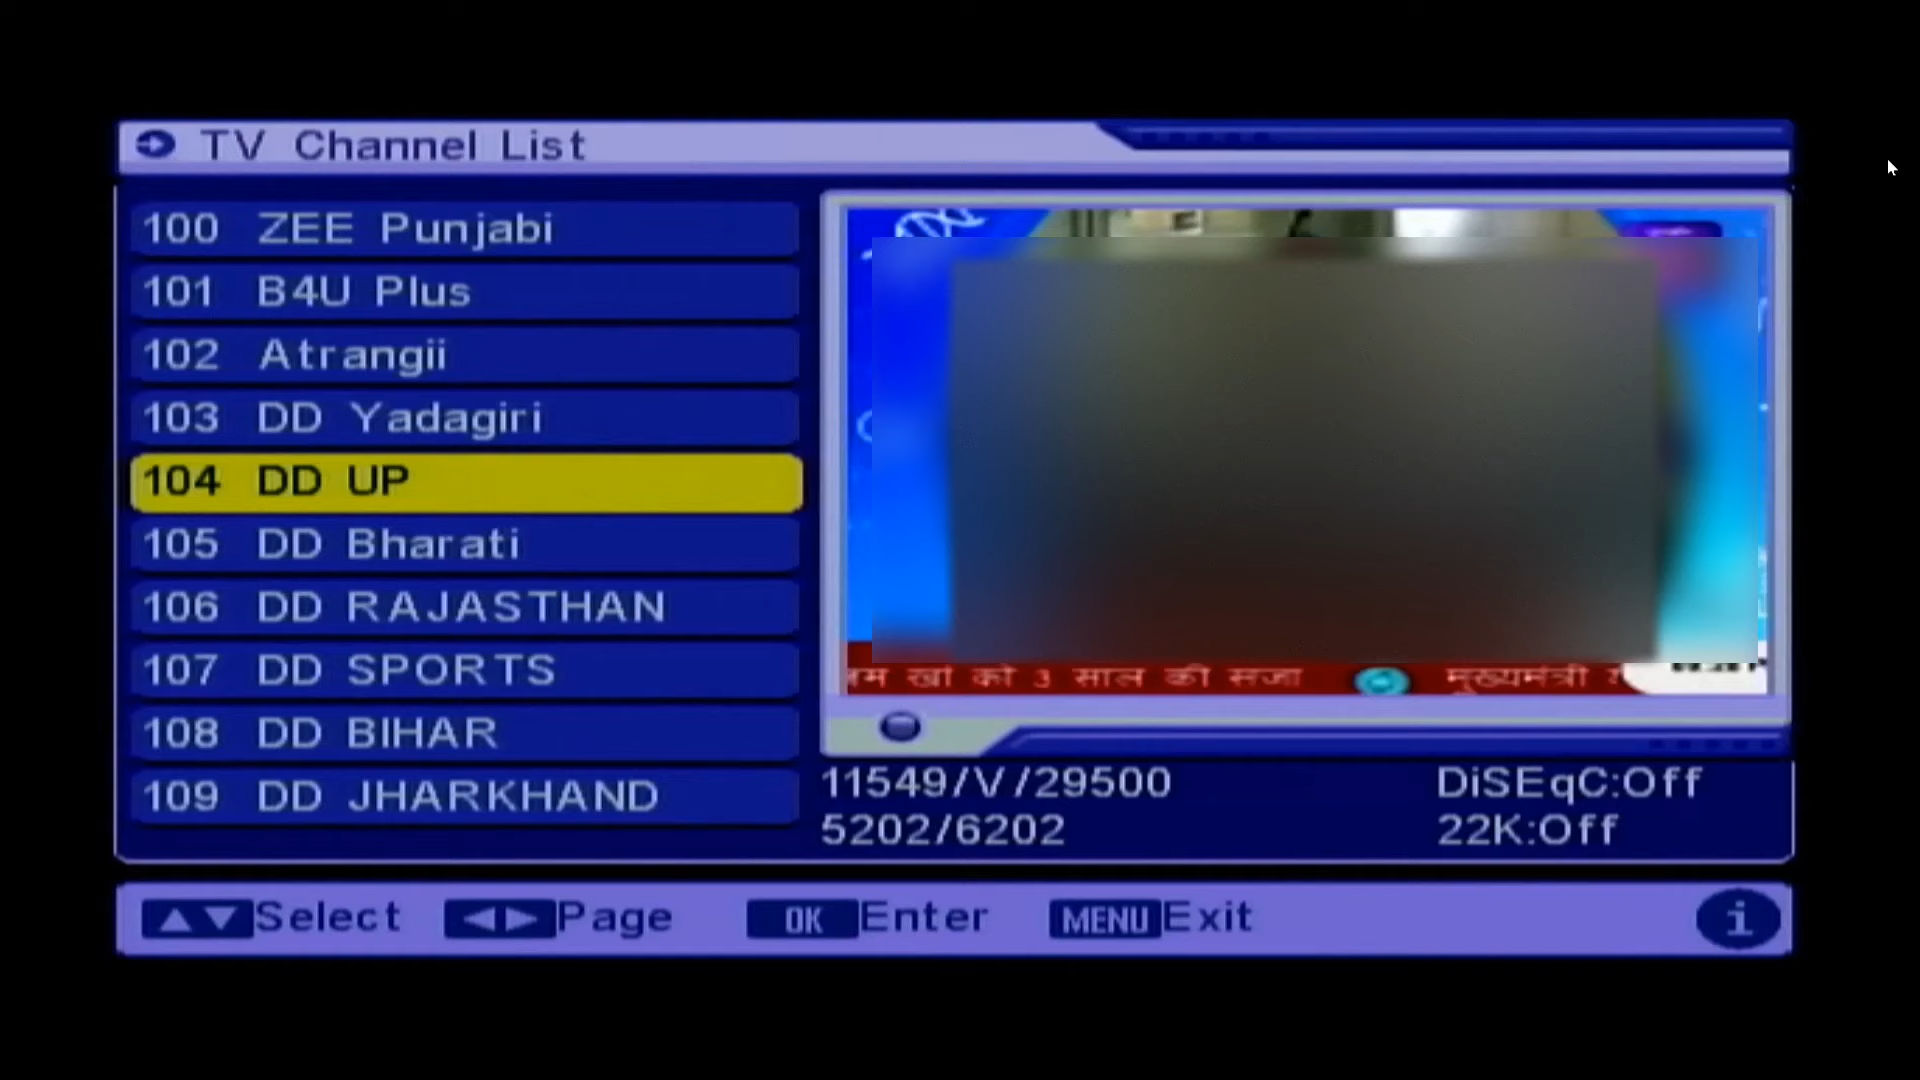 TV Channel List
100 ZEE Punjabi
101 B4U Plus
102 Atrangii
103 DD Yadagiri
104 DD UP
105 DD Bharati
106 DD RAJASTHAN
107 DD SPORTS
108 DD BIHAR
109 DD JHARKHAND
खां को 3 साल की सजा मुख्यमंत्री
11549/V/29500 DiSEqC:Off
5202/6202 22K:Off
Select Page OK Enter MENU Exit i